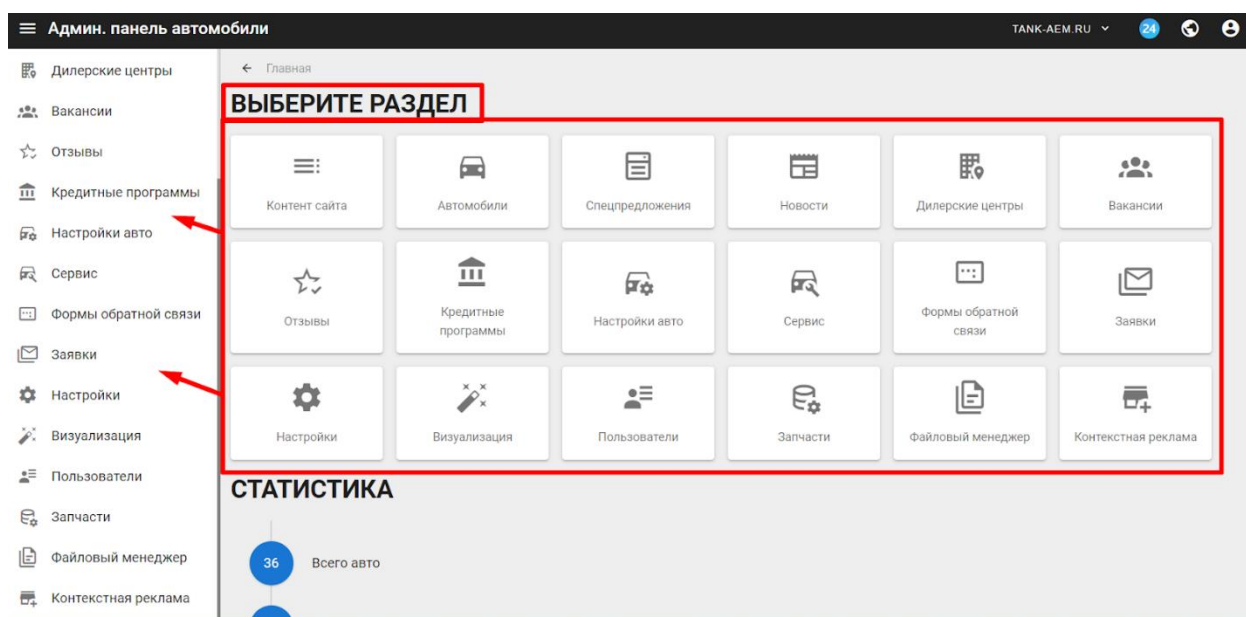 Админ. панель автомобили
TANK-AEM.RU
24
Дилерские центры
Вакансии
Отзывы
Кредитные программы
Настройки авто
Сервис
Формы обратной связи
Заявки
Настройки
Визуализация
Пользователи
Запчасти
Файловый менеджер
Контекстная реклама
Главная
ВЫБЕРИТЕ РАЗДЕЛ
Контент сайта
Автомобили
Спецпредложения
Новости
Дилерские центры
Вакансии
Отзывы
Кредитные
программы
Настройки авто
Сервис
Формы обратной
связи
Заявки
Настройки
Визуализация
Пользователи
Запчасти
Файловый менеджер
Контекстная реклама
СТАТИСТИКА
36
Всего авто